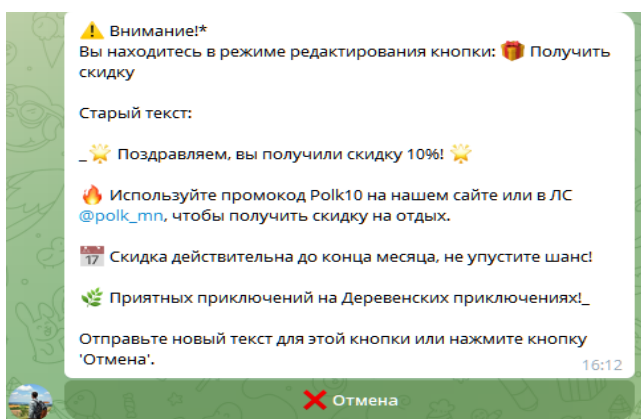 ⚠️ Внимание!*
Вы находитесь в режиме редактирования кнопки: 🎁 Получить
скидку
Старый текст:
_🌟 Поздравляем, вы получили скидку 10%! 🌟
🔥 Используйте промокод Polk10 на нашем сайте или в ЛС
@polk_mn, чтобы получить скидку на отдых.
📅 Скидка действительна до конца месяца, не упустите шанс!
🌿 Приятных приключений на Деревенских приключениях!_
Отправьте новый текст для этой кнопки или нажмите кнопку
'Отмена'.
16:12
❌ Отмена